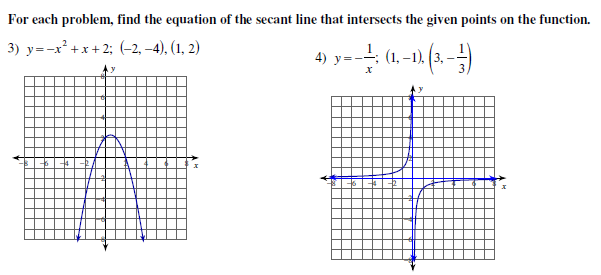 For each problem, find the equation of the secant line that intersects the given points on the function.
3) y = −x² + x + 2; (−2, −4), (1, 2)
4) y = −1/x; (1, −1), (3, −1/3)
y
x
y
x